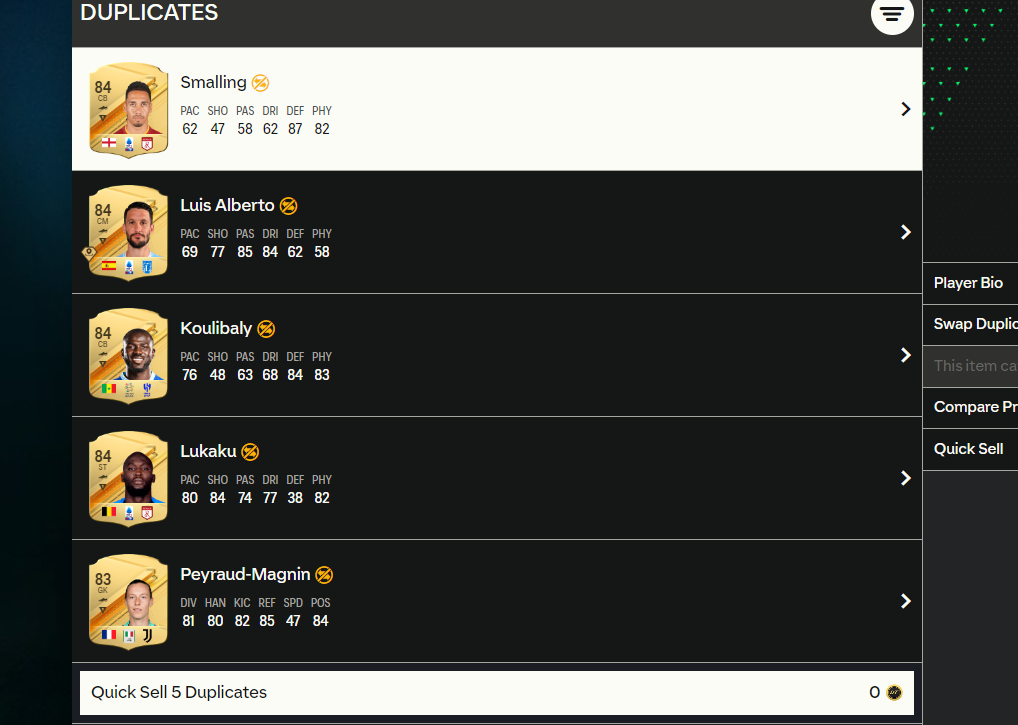 DUPLICATES
84
CB
Smalling
PAC SHO PAS DRI DEF PHY
62 47 58 62 87 82
84
CM
Luis Alberto
PAC SHO PAS DRI DEF PHY
69 77 85 84 62 58
84
CB
Koulibaly
PAC SHO PAS DRI DEF PHY
76 48 63 68 84 83
84
ST
Lukaku
PAC SHO PAS DRI DEF PHY
80 84 74 77 38 82
83
GK
Peyraud-Magnin
DIV HAN KIC REF SPD POS
81 80 82 85 47 84
Quick Sell 5 Duplicates 0
Player Bio
Swap Duplic
This item ca
Compare Pr
Quick Sell